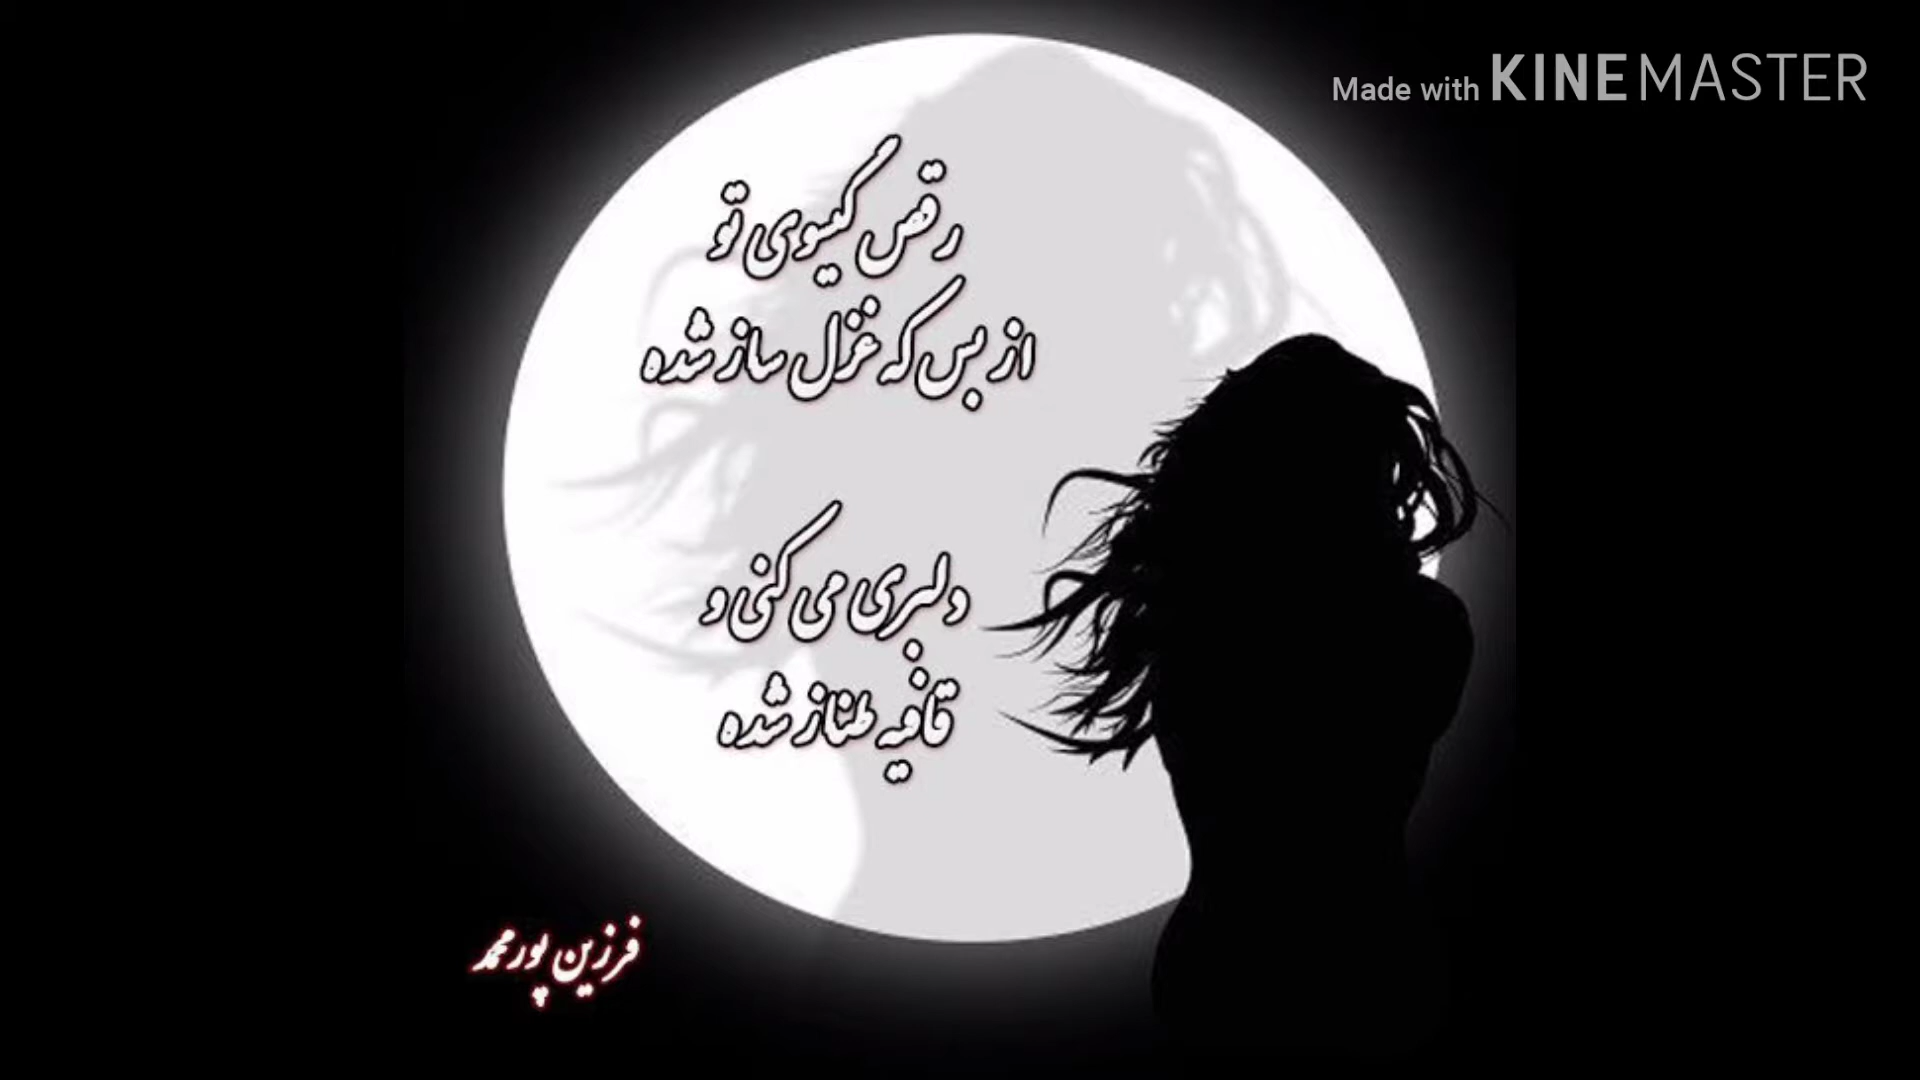 Made with KINEMASTER
رقص گیسوی تو
از بس که غزل ساز شده
دلبری می کنی و
قافیه طناز شده
فرزین پورمحمد